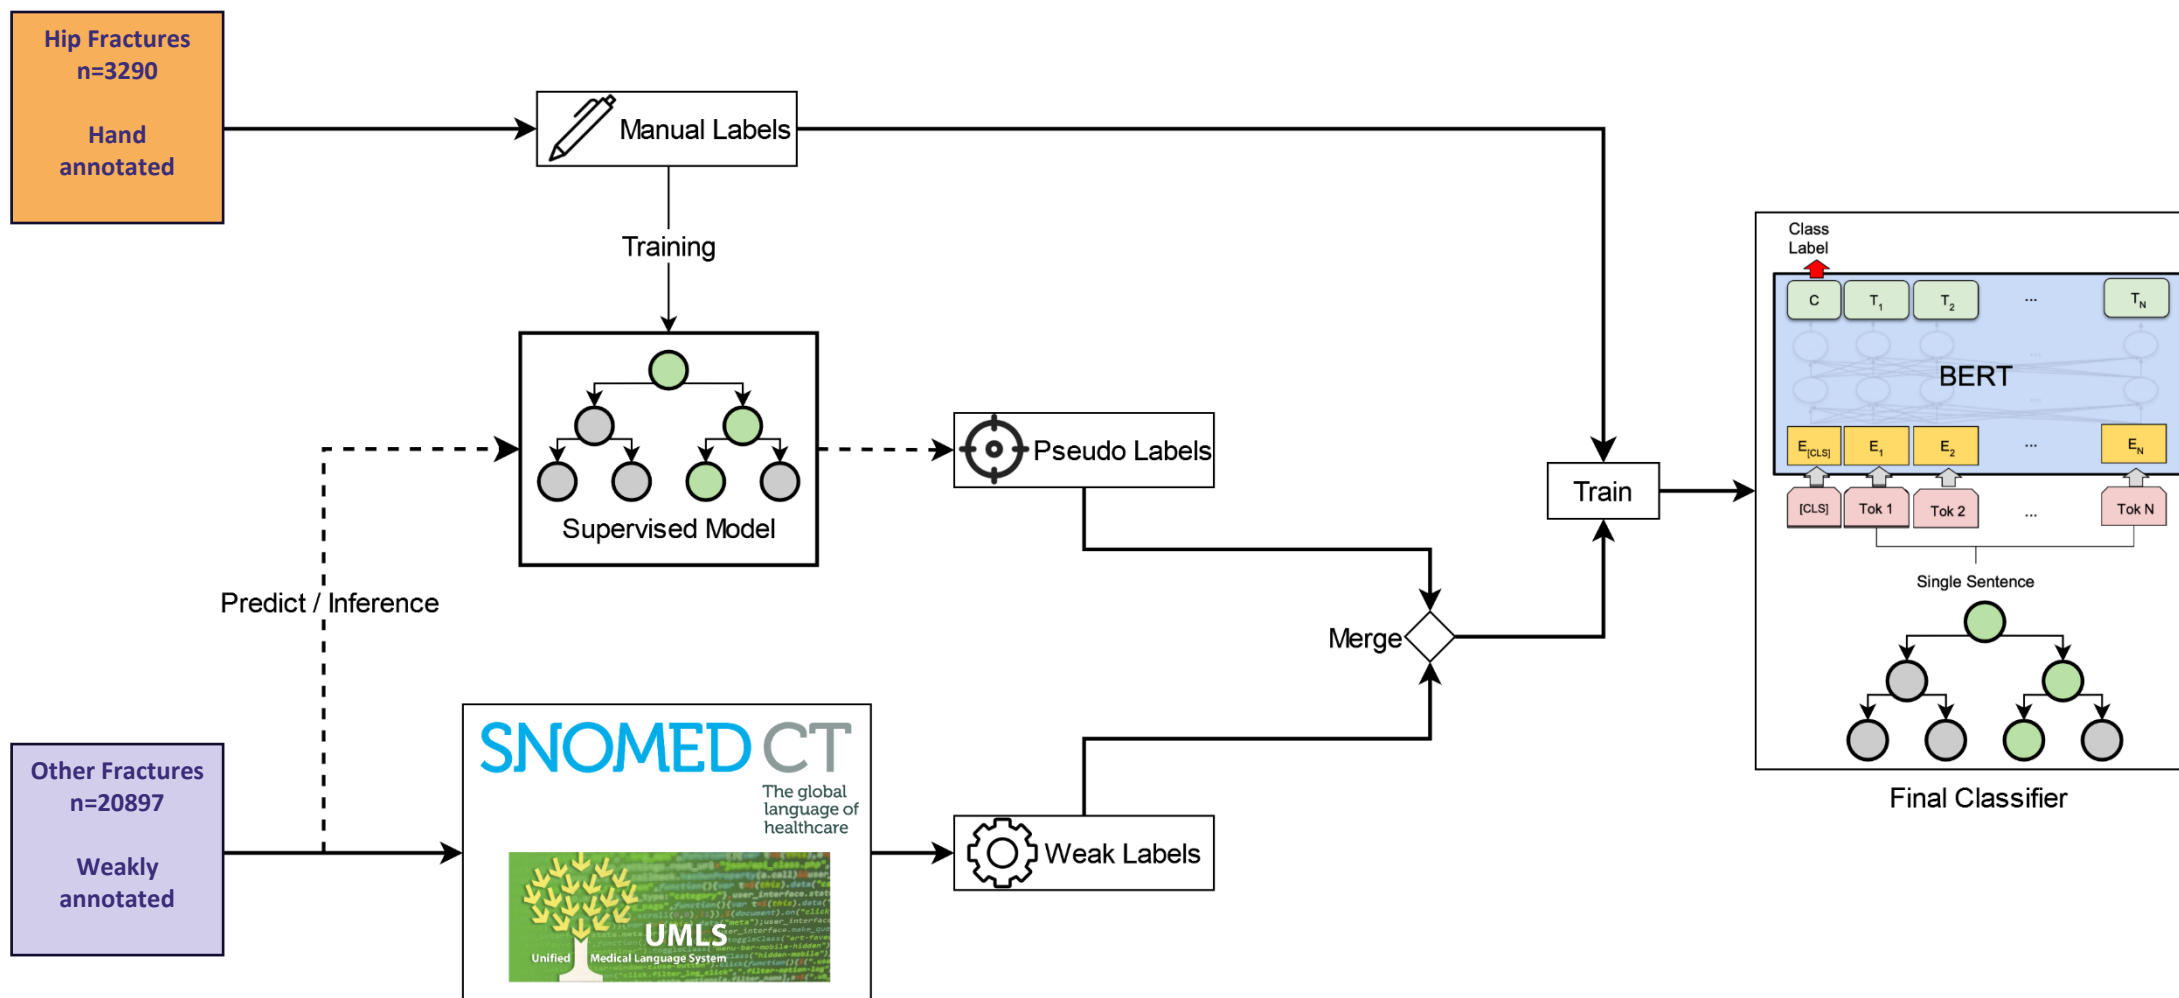 Hip Fractures
n=3290
Hand
annotated
Manual Labels
Training
Supervised Model
Predict / Inference
Pseudo Labels
Merge
Train
Other Fractures
n=20897
Weakly
annotated
SNOMED CT
The global
language of
healthcare
UMLS
Unified Medical Language System
Weak Labels
Class
Label
C T1 T2 ... TN
...
BERT
...
E[CLS] E1 E2 ... EN
[CLS] Tok 1 Tok 2 ... Tok N
Single Sentence
Final Classifier